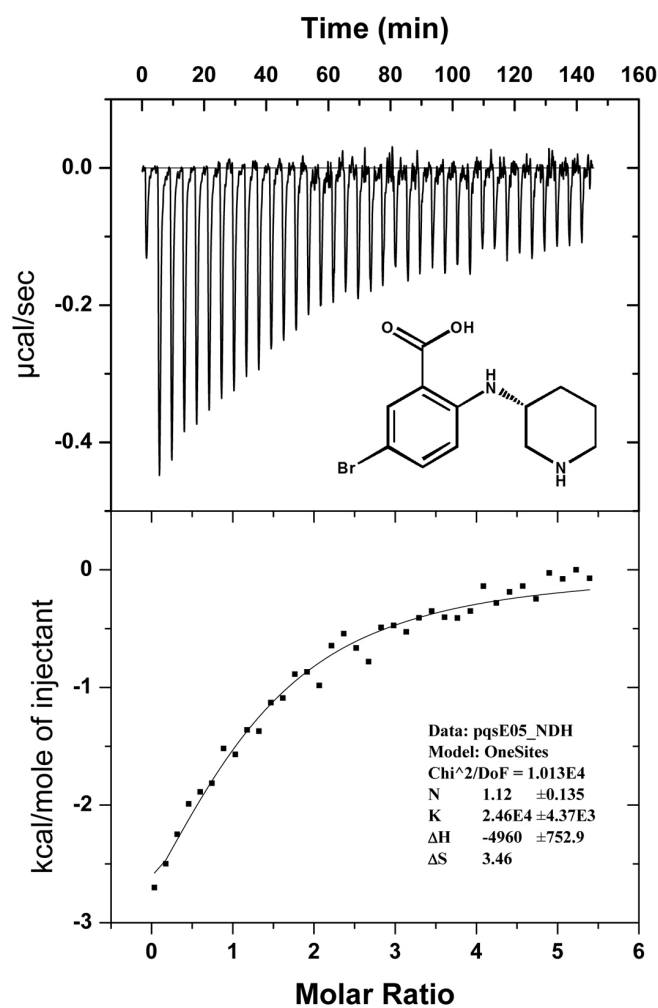 Time (min)
0 20 40 60 80 100 120 140 160
0.0
-0.2
-0.4
µcal/sec
O
OH
H
N
Br
N
H
0
-1
-2
-3
kcal/mole of injectant
Data: pqsE05_NDH
Model: OneSites
Chi^2/DoF = 1.013E4
N 1.12 ±0.135
K 2.46E4 ±4.37E3
ΔH -4960 ±752.9
ΔS 3.46
0 1 2 3 4 5 6
Molar Ratio